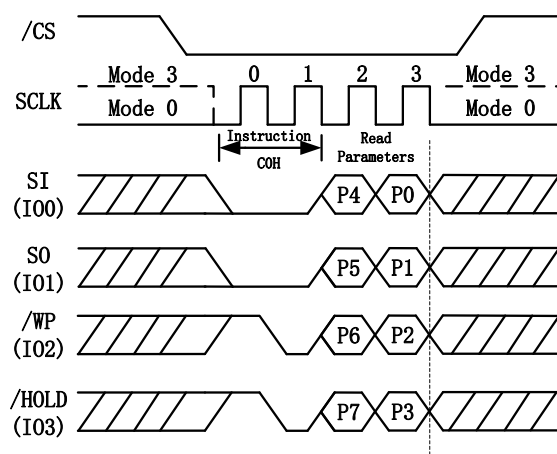 /CS
Mode 3 0 1 2 3 Mode 3
SCLK
Mode 0 Mode 0
Instruction Read
C0H Parameters
SI
(IO0) P4 P0
SO
(IO1) P5 P1
/WP
(IO2) P6 P2
/HOLD
(IO3) P7 P3